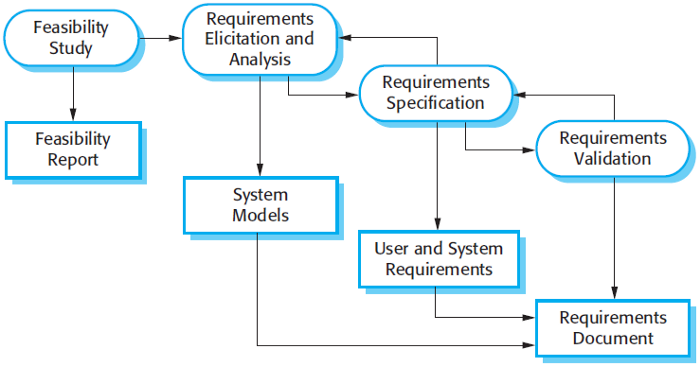 Feasibility
Study
Requirements
Elicitation and
Analysis
Requirements
Specification
Requirements
Validation
Feasibility
Report
System
Models
User and System
Requirements
Requirements
Document